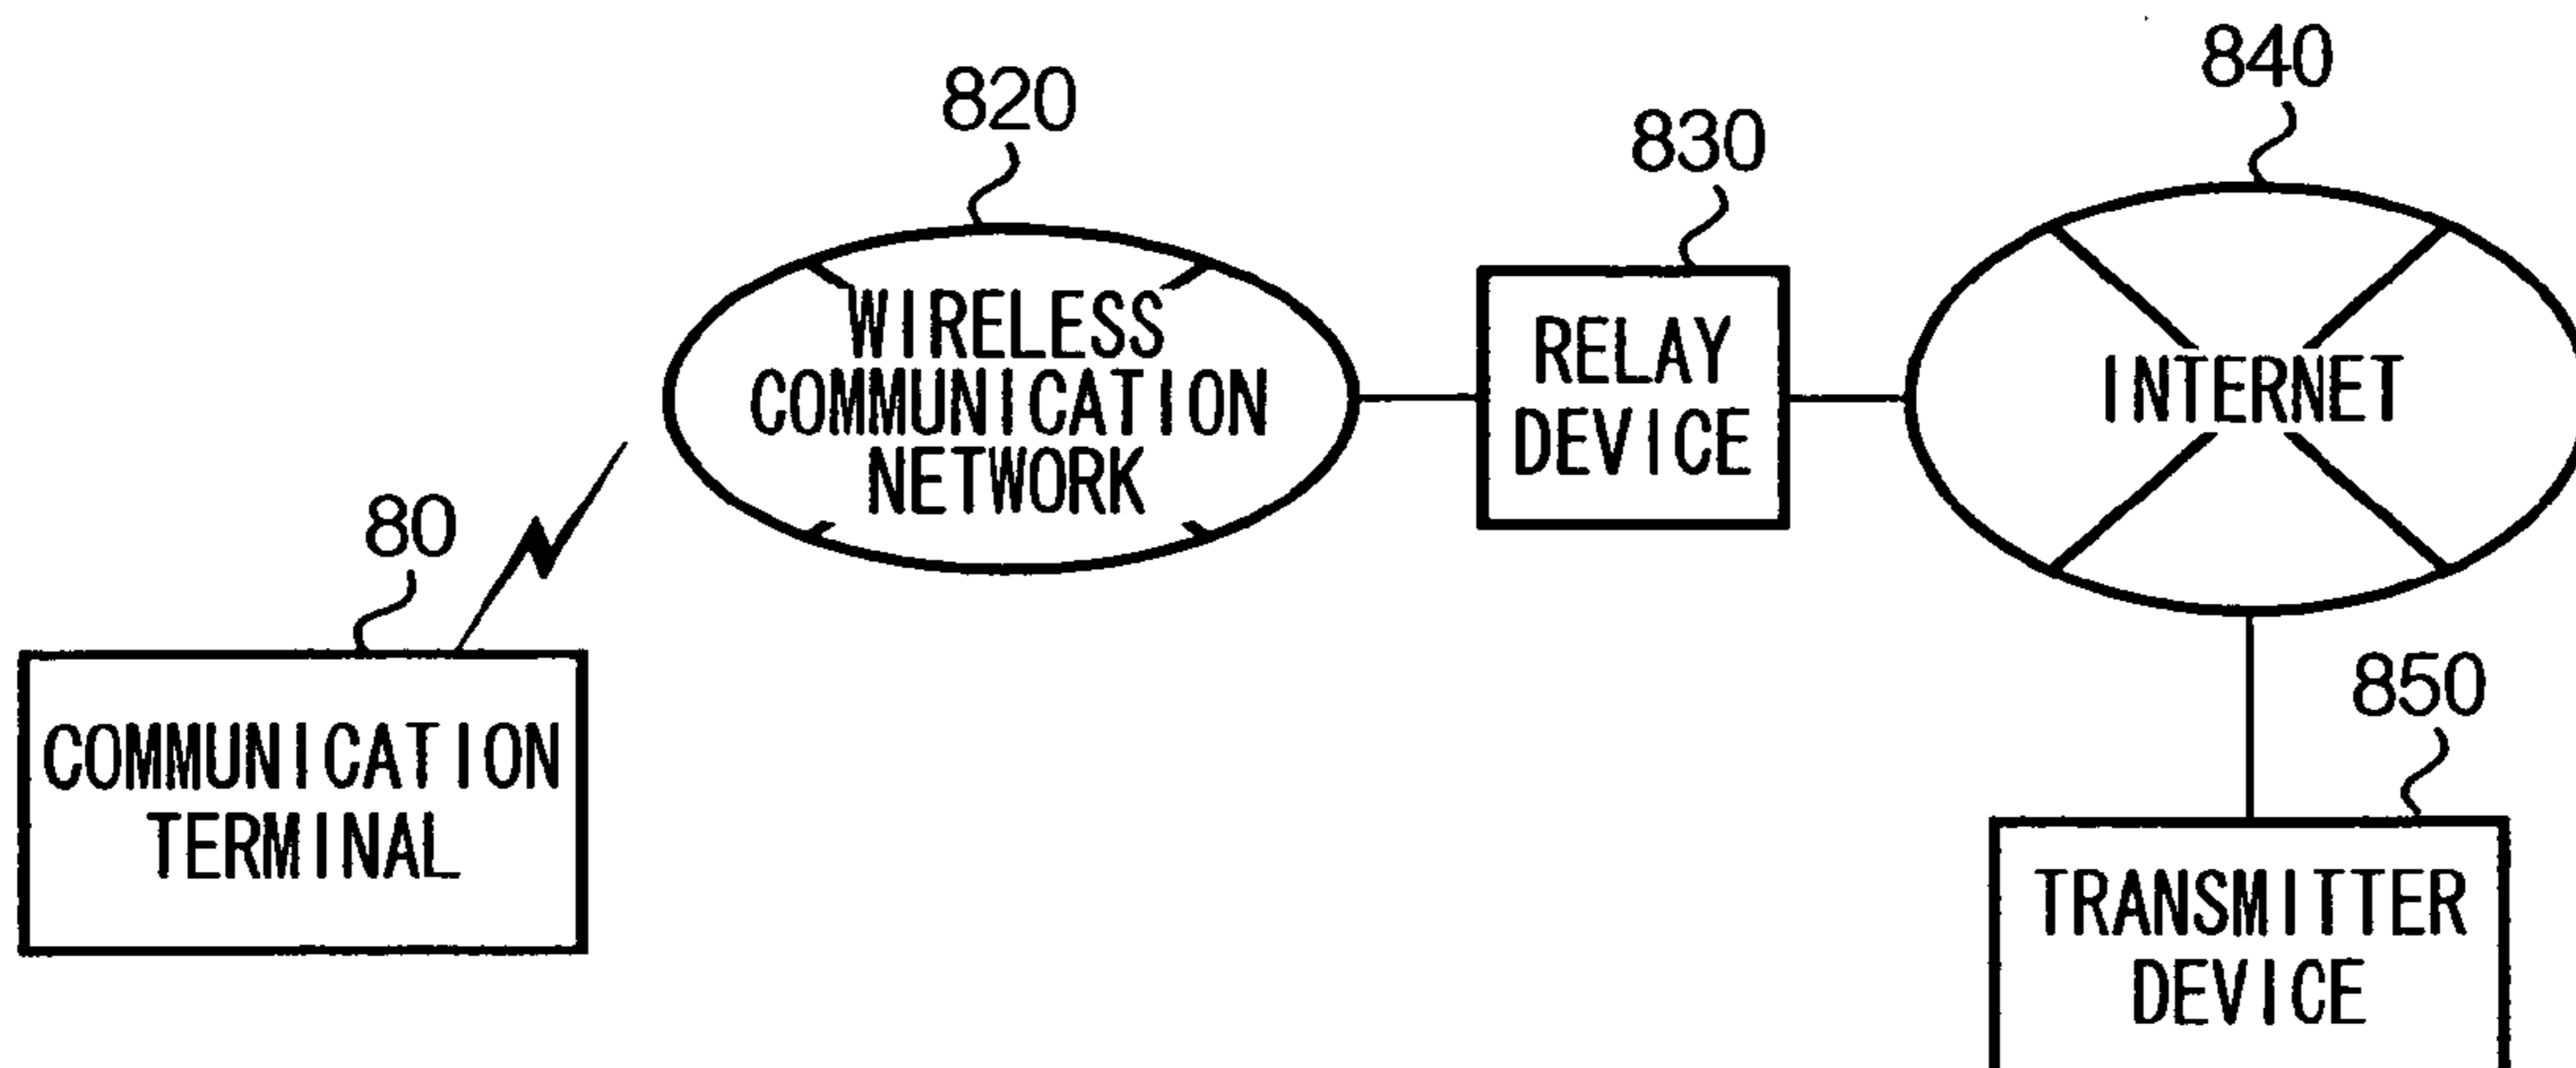 840
820
830
WIRELESS
COMMUNICATION
NETWORK
RELAY
DEVICE
INTERNET
80
COMMUNICATION
TERMINAL
850
TRANSMITTER
DEVICE